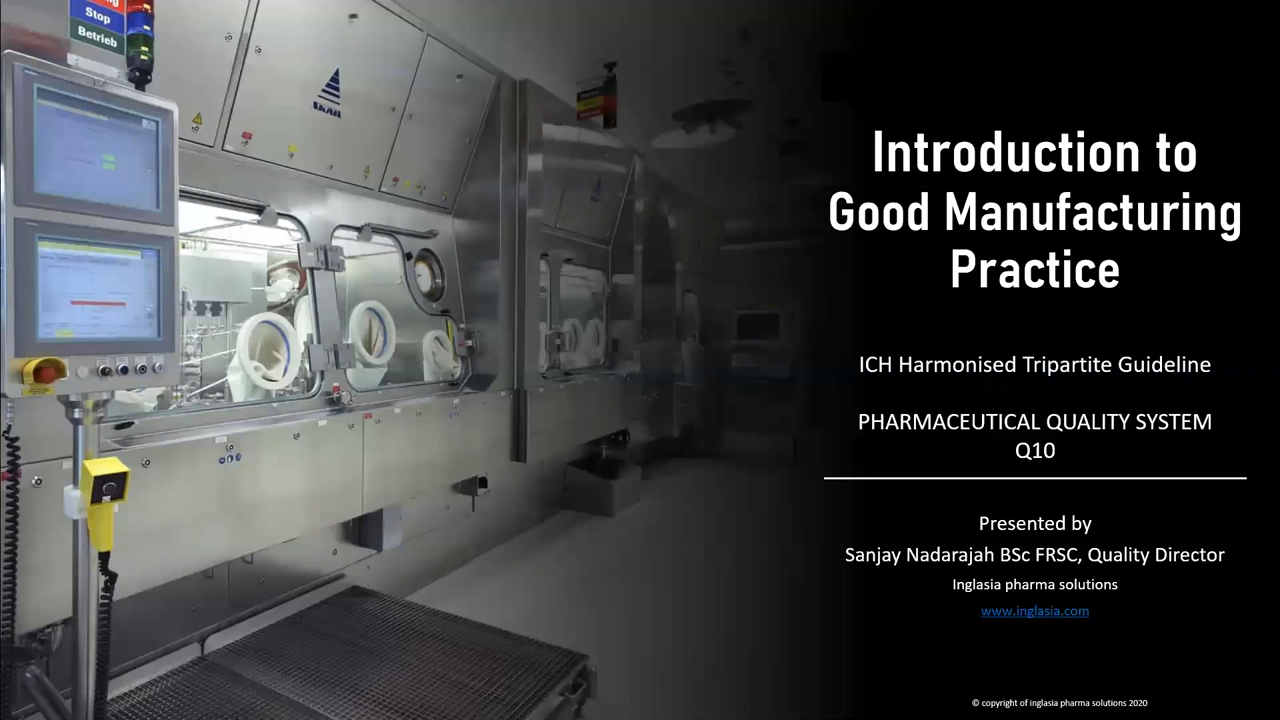 Stop
Betrieb
Introduction to
Good Manufacturing
Practice
ICH Harmonised Tripartite Guideline
PHARMACEUTICAL QUALITY SYSTEM
Q10
Presented by
Sanjay Nadarajah BSc FRSC, Quality Director
Inglasia pharma solutions
www.inglasia.com
© copyright of inglasia pharma solutions 2020